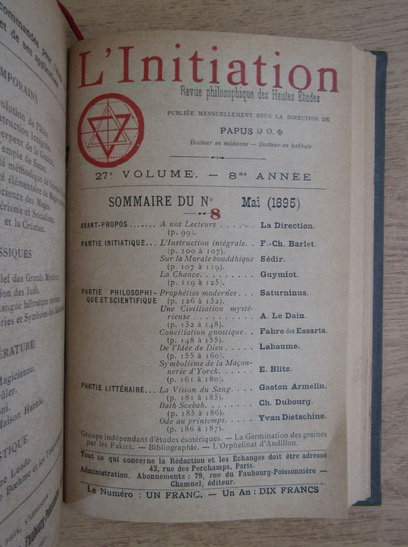 L'Initiation
Revue philosophique des Hautes Études
PUBLIÉE MENSUELLEMENT SOUS LA DIRECTION DE
PAPUS
Docteur en médecine — Docteur en kabbale
27e VOLUME. — 8me ANNÉE
SOMMAIRE DU No 8 Mai (1895)
AVANT-PROPOS ....... A nos Lecteurs ..... La Direction.
(p. 99).
PARTIE INITIATIQUE... L'Instruction intégrale . F.-Ch. Barlet.
(p. 100 à 107).
Sur la Morale bouddhique Sédir.
(p. 107 à 119).
La Chance. ....... Guymiot.
(p. 119 à 125).
PARTIE PHILOSOPHI- Prophéties modernes . . Saturninus.
QUE ET SCIENTIFIQUE (p. 126 à 132).
Une Civilisation mysté-
rieuse ......... A. Le Dain.
(p. 132 à 148).
Conciliation gnostique. . Fabre des Essarts.
(p. 148 à 155).
De l'Idée de Dieu ..... Labaume.
(p. 155 à 160).
Symbolisme de la Maçon-
nerie d'Yorck ..... E. Blitz.
(p. 161 à 180).
PARTIE LITTÉRAIRE... La Vision du Sang. . . Gaston Armelin.
(p. 181 à 185).
Bath Scebah. ....... Ch. Dubourg.
(p. 185 à 186).
Ode au printemps. .... Yvan Dietschine.
(p. 186 à 187).
Groupe indépendant d'études ésotériques. — La Germination des graines
par les Fakirs. — Bibliographie. — L'Orphelinat d'Andillon.
Tout ce qui concerne la Rédaction et les Échanges doit être adressé
42, rue des Perchamps, Paris.
Administration. Abonnements : 79, rue du Faubourg-Poissonnière —
Chamuel, éditeur.
Le Numéro : UN FRANC. — Un An : DIX FRANCS